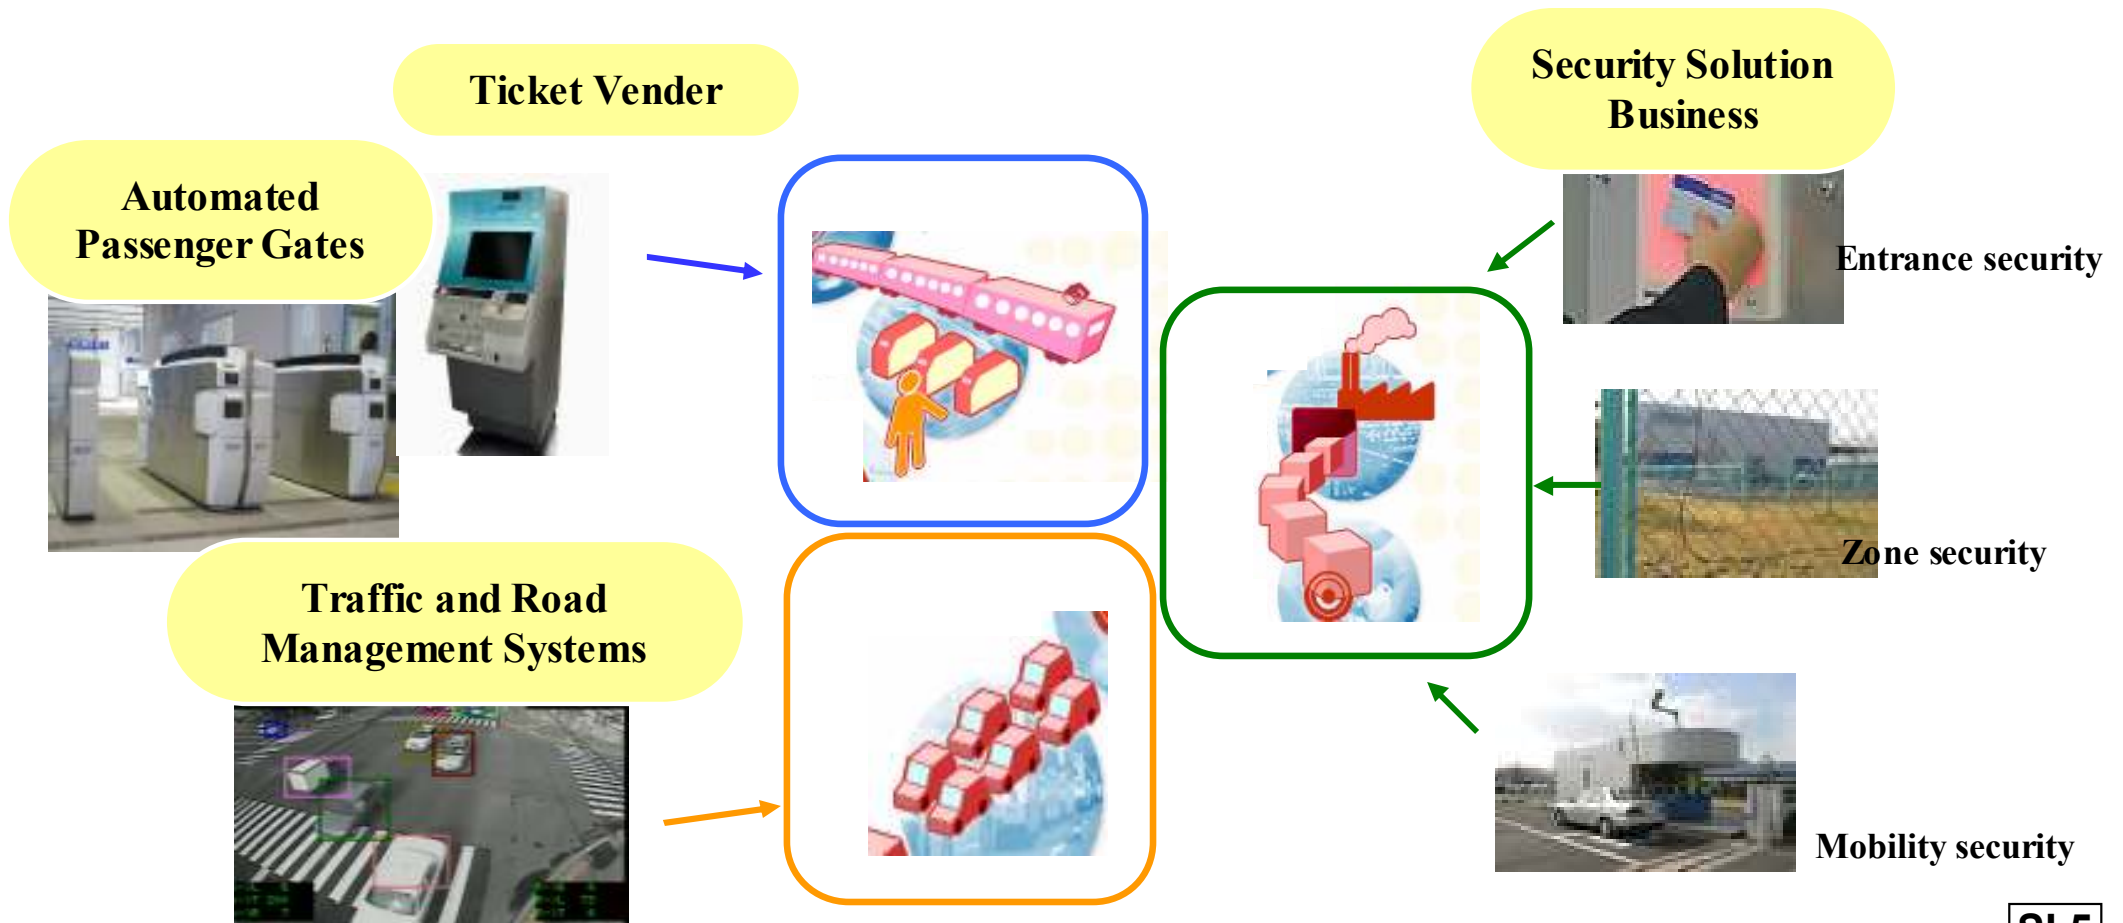 Ticket Vender
Security Solution
Business
Automated
Passenger Gates
Entrance security
Zone security
Traffic and Road
Management Systems
Mobility security